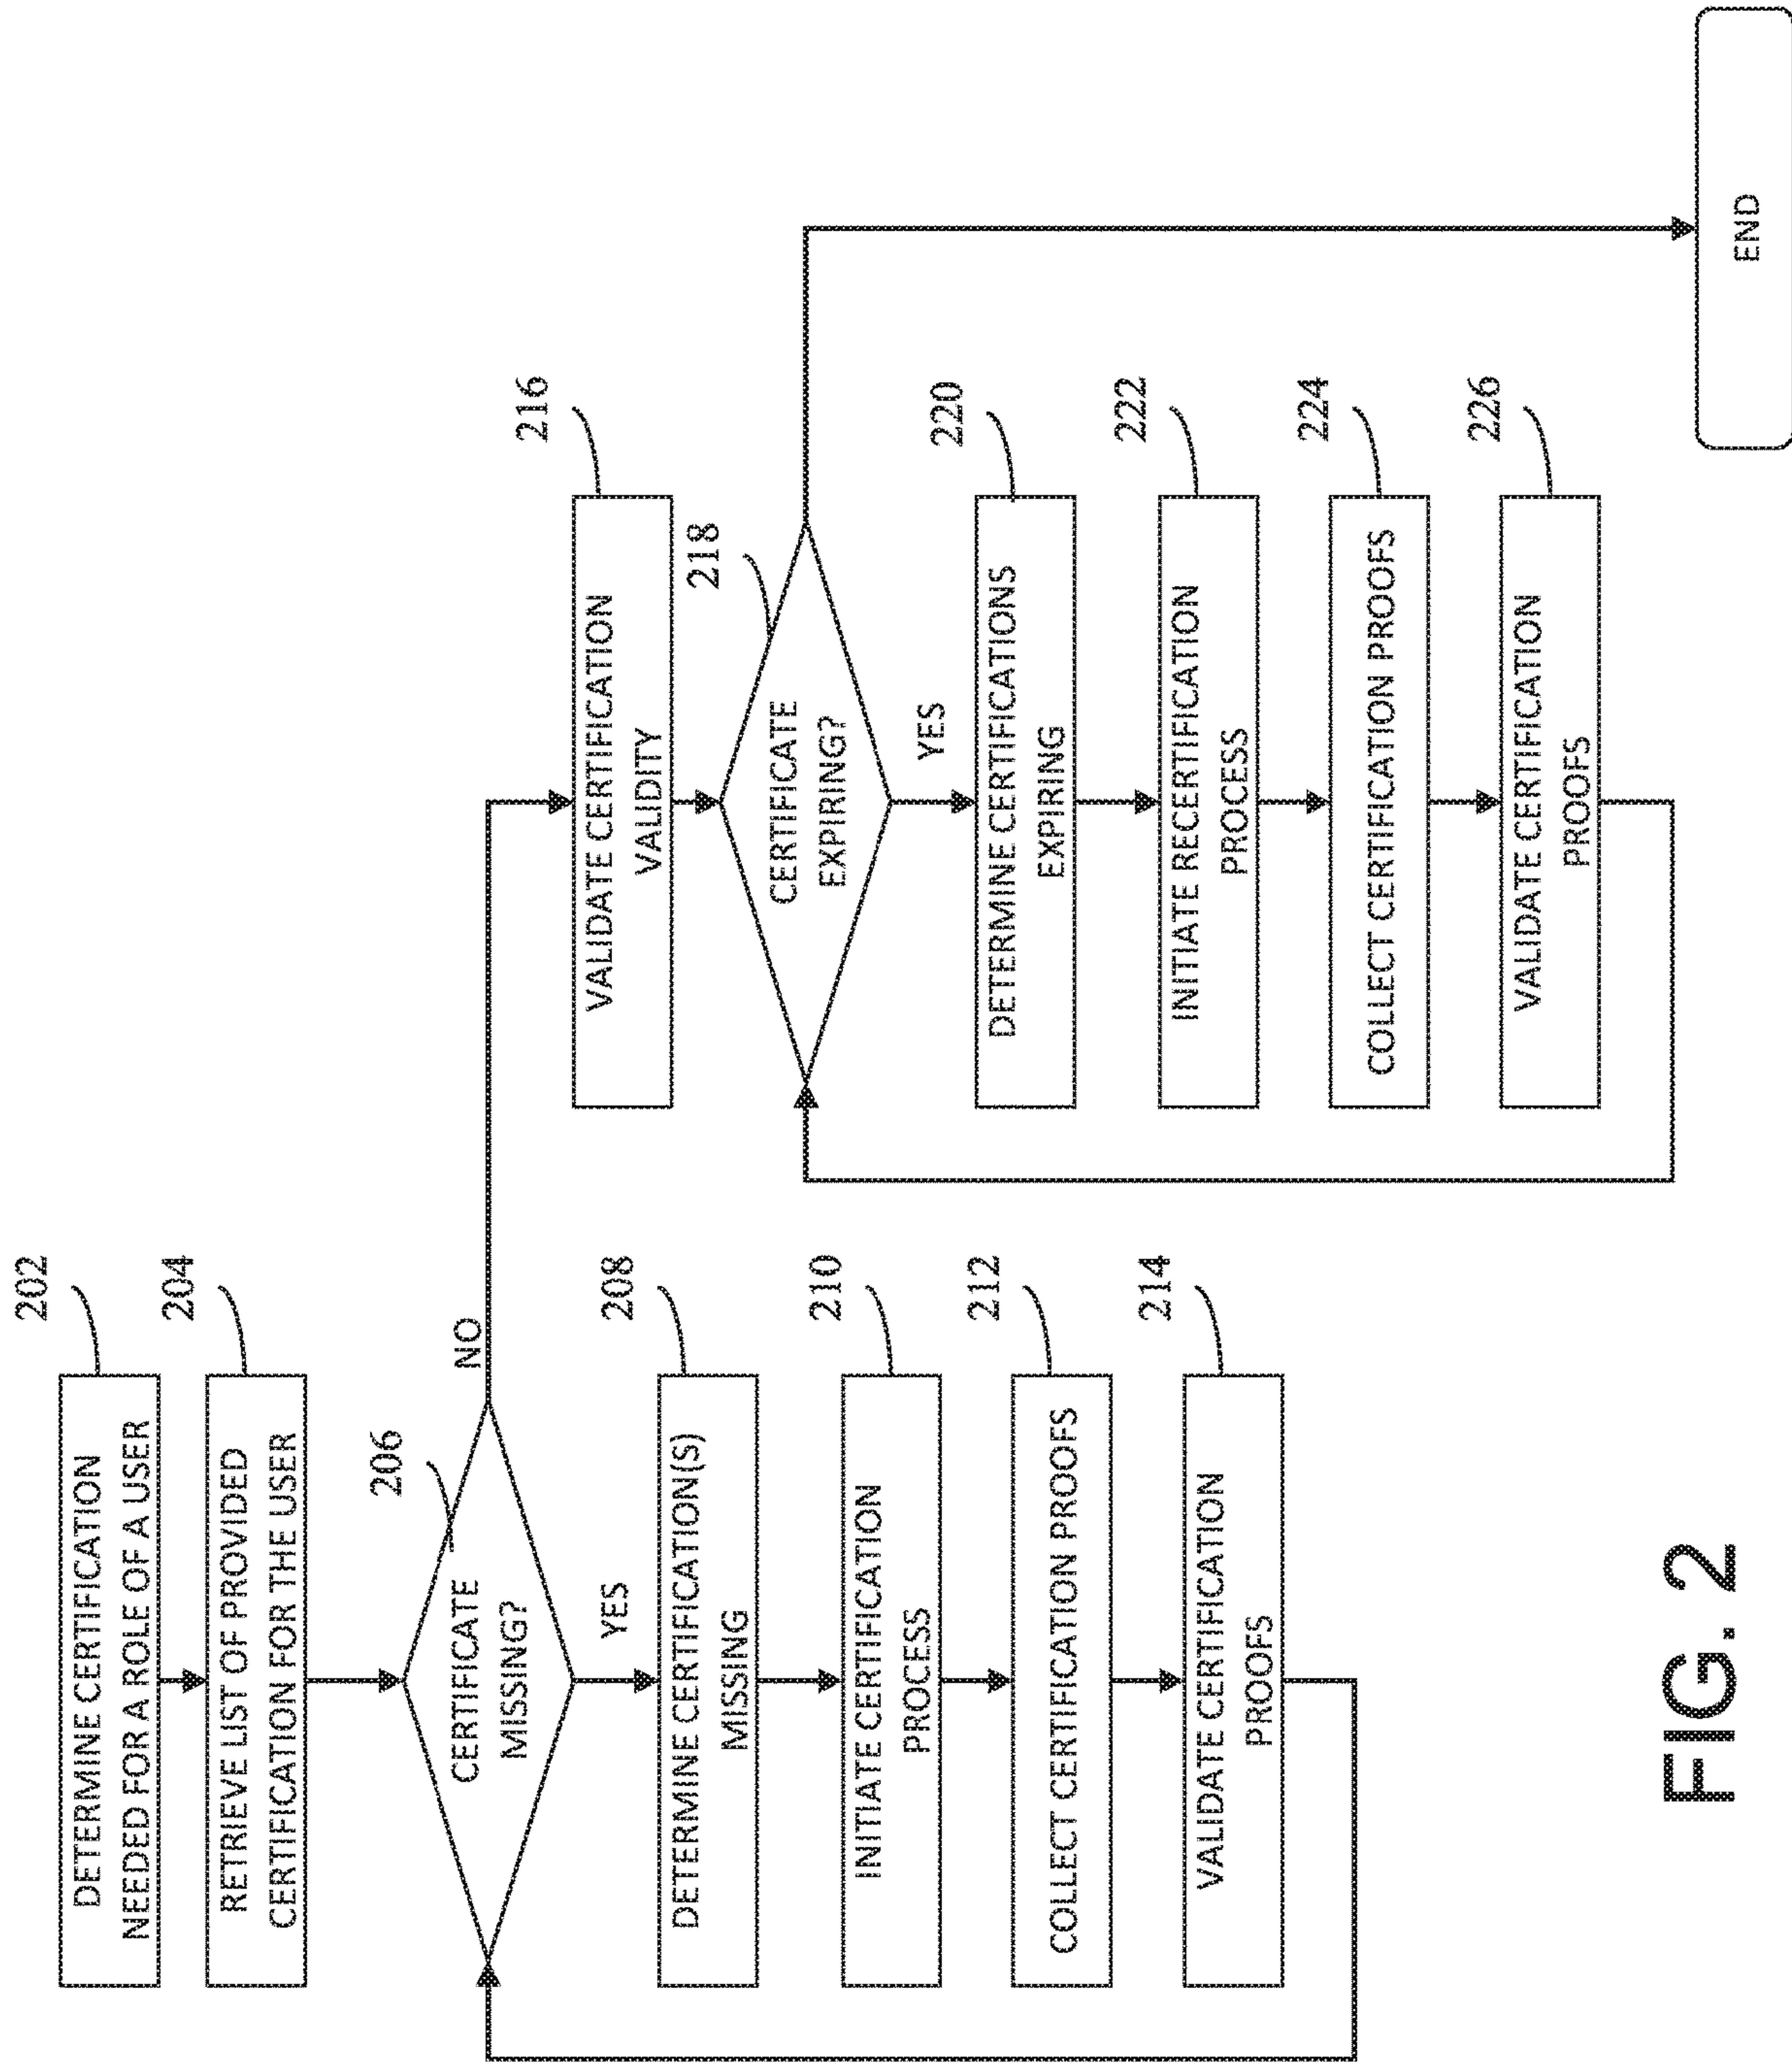 202
DETERMINE CERTIFICATION
NEEDED FOR A ROLE OF A USER
204
RETRIEVE LIST OF PROVIDED
CERTIFICATION FOR THE USER
206
CERTIFICATE
MISSING?
NO
YES
208
DETERMINE CERTIFICATION(S)
MISSING
210
INITIATE CERTIFICATION
PROCESS
212
COLLECT CERTIFICATION PROOFS
214
VALIDATE CERTIFICATION
PROOFS
216
VALIDATE CERTIFICATION
VALIDITY
218
CERTIFICATE
EXPIRING?
YES
220
DETERMINE CERTIFICATIONS
EXPIRING
222
INITIATE RECERTIFICATION
PROCESS
224
COLLECT CERTIFICATION PROOFS
226
VALIDATE CERTIFICATION
PROOFS
END
FIG. 2